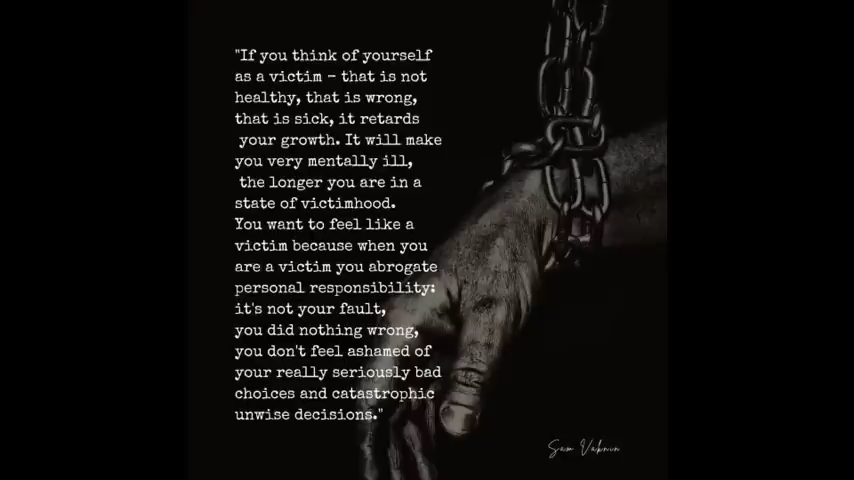 "If you think of yourself
as a victim - that is not
healthy, that is wrong,
that is sick, it retards
your growth. It will make
you very mentally ill,
the longer you are in a
state of victimhood.
You want to feel like a
victim because when you
are a victim you abrogate
personal responsibility:
it's not your fault,
you did nothing wrong,
you don't feel ashamed of
your really seriously bad
choices and catastrophic
unwise decisions."
Sam Vaknin